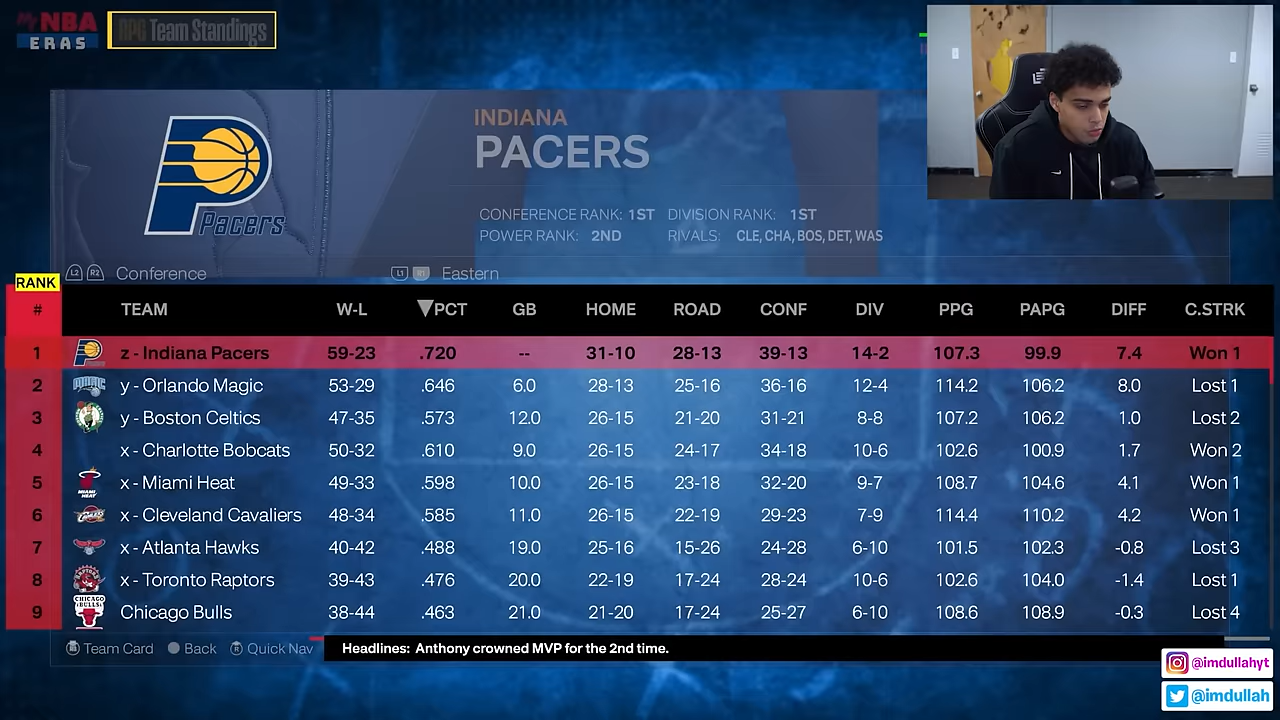 NBA
ERAS
RPG Team Standings
INDIANA
PACERS
Pacers
CONFERENCE RANK: 1ST DIVISION RANK: 1ST
POWER RANK: 2ND RIVALS: CLE, CHA, BOS, DET, WAS
RANK
L2 R2 Conference L1 R1 Eastern
# TEAM W-L ▼PCT GB HOME ROAD CONF DIV PPG PAPG DIFF C.STRK
1 z - Indiana Pacers 59-23 .720 -- 31-10 28-13 39-13 14-2 107.3 99.9 7.4 Won 1
2 y - Orlando Magic 53-29 .646 6.0 28-13 25-16 36-16 12-4 114.2 106.2 8.0 Lost 1
3 y - Boston Celtics 47-35 .573 12.0 26-15 21-20 31-21 8-8 107.2 106.2 1.0 Lost 2
4 x - Charlotte Bobcats 50-32 .610 9.0 26-15 24-17 34-18 10-6 102.6 100.9 1.7 Won 2
5 x - Miami Heat 49-33 .598 10.0 26-15 23-18 32-20 9-7 108.7 104.6 4.1 Won 1
6 x - Cleveland Cavaliers 48-34 .585 11.0 26-15 22-19 29-23 7-9 114.4 110.2 4.2 Won 1
7 x - Atlanta Hawks 40-42 .488 19.0 25-16 15-26 24-28 6-10 101.5 102.3 -0.8 Lost 3
8 x - Toronto Raptors 39-43 .476 20.0 22-19 17-24 28-24 10-6 102.6 104.0 -1.4 Lost 1
9 Chicago Bulls 38-44 .463 21.0 21-20 17-24 25-27 6-10 108.6 108.9 -0.3 Lost 4
Team Card Back R Quick Nav
Headlines: Anthony crowned MVP for the 2nd time.
@imdullahyt
@imdullah